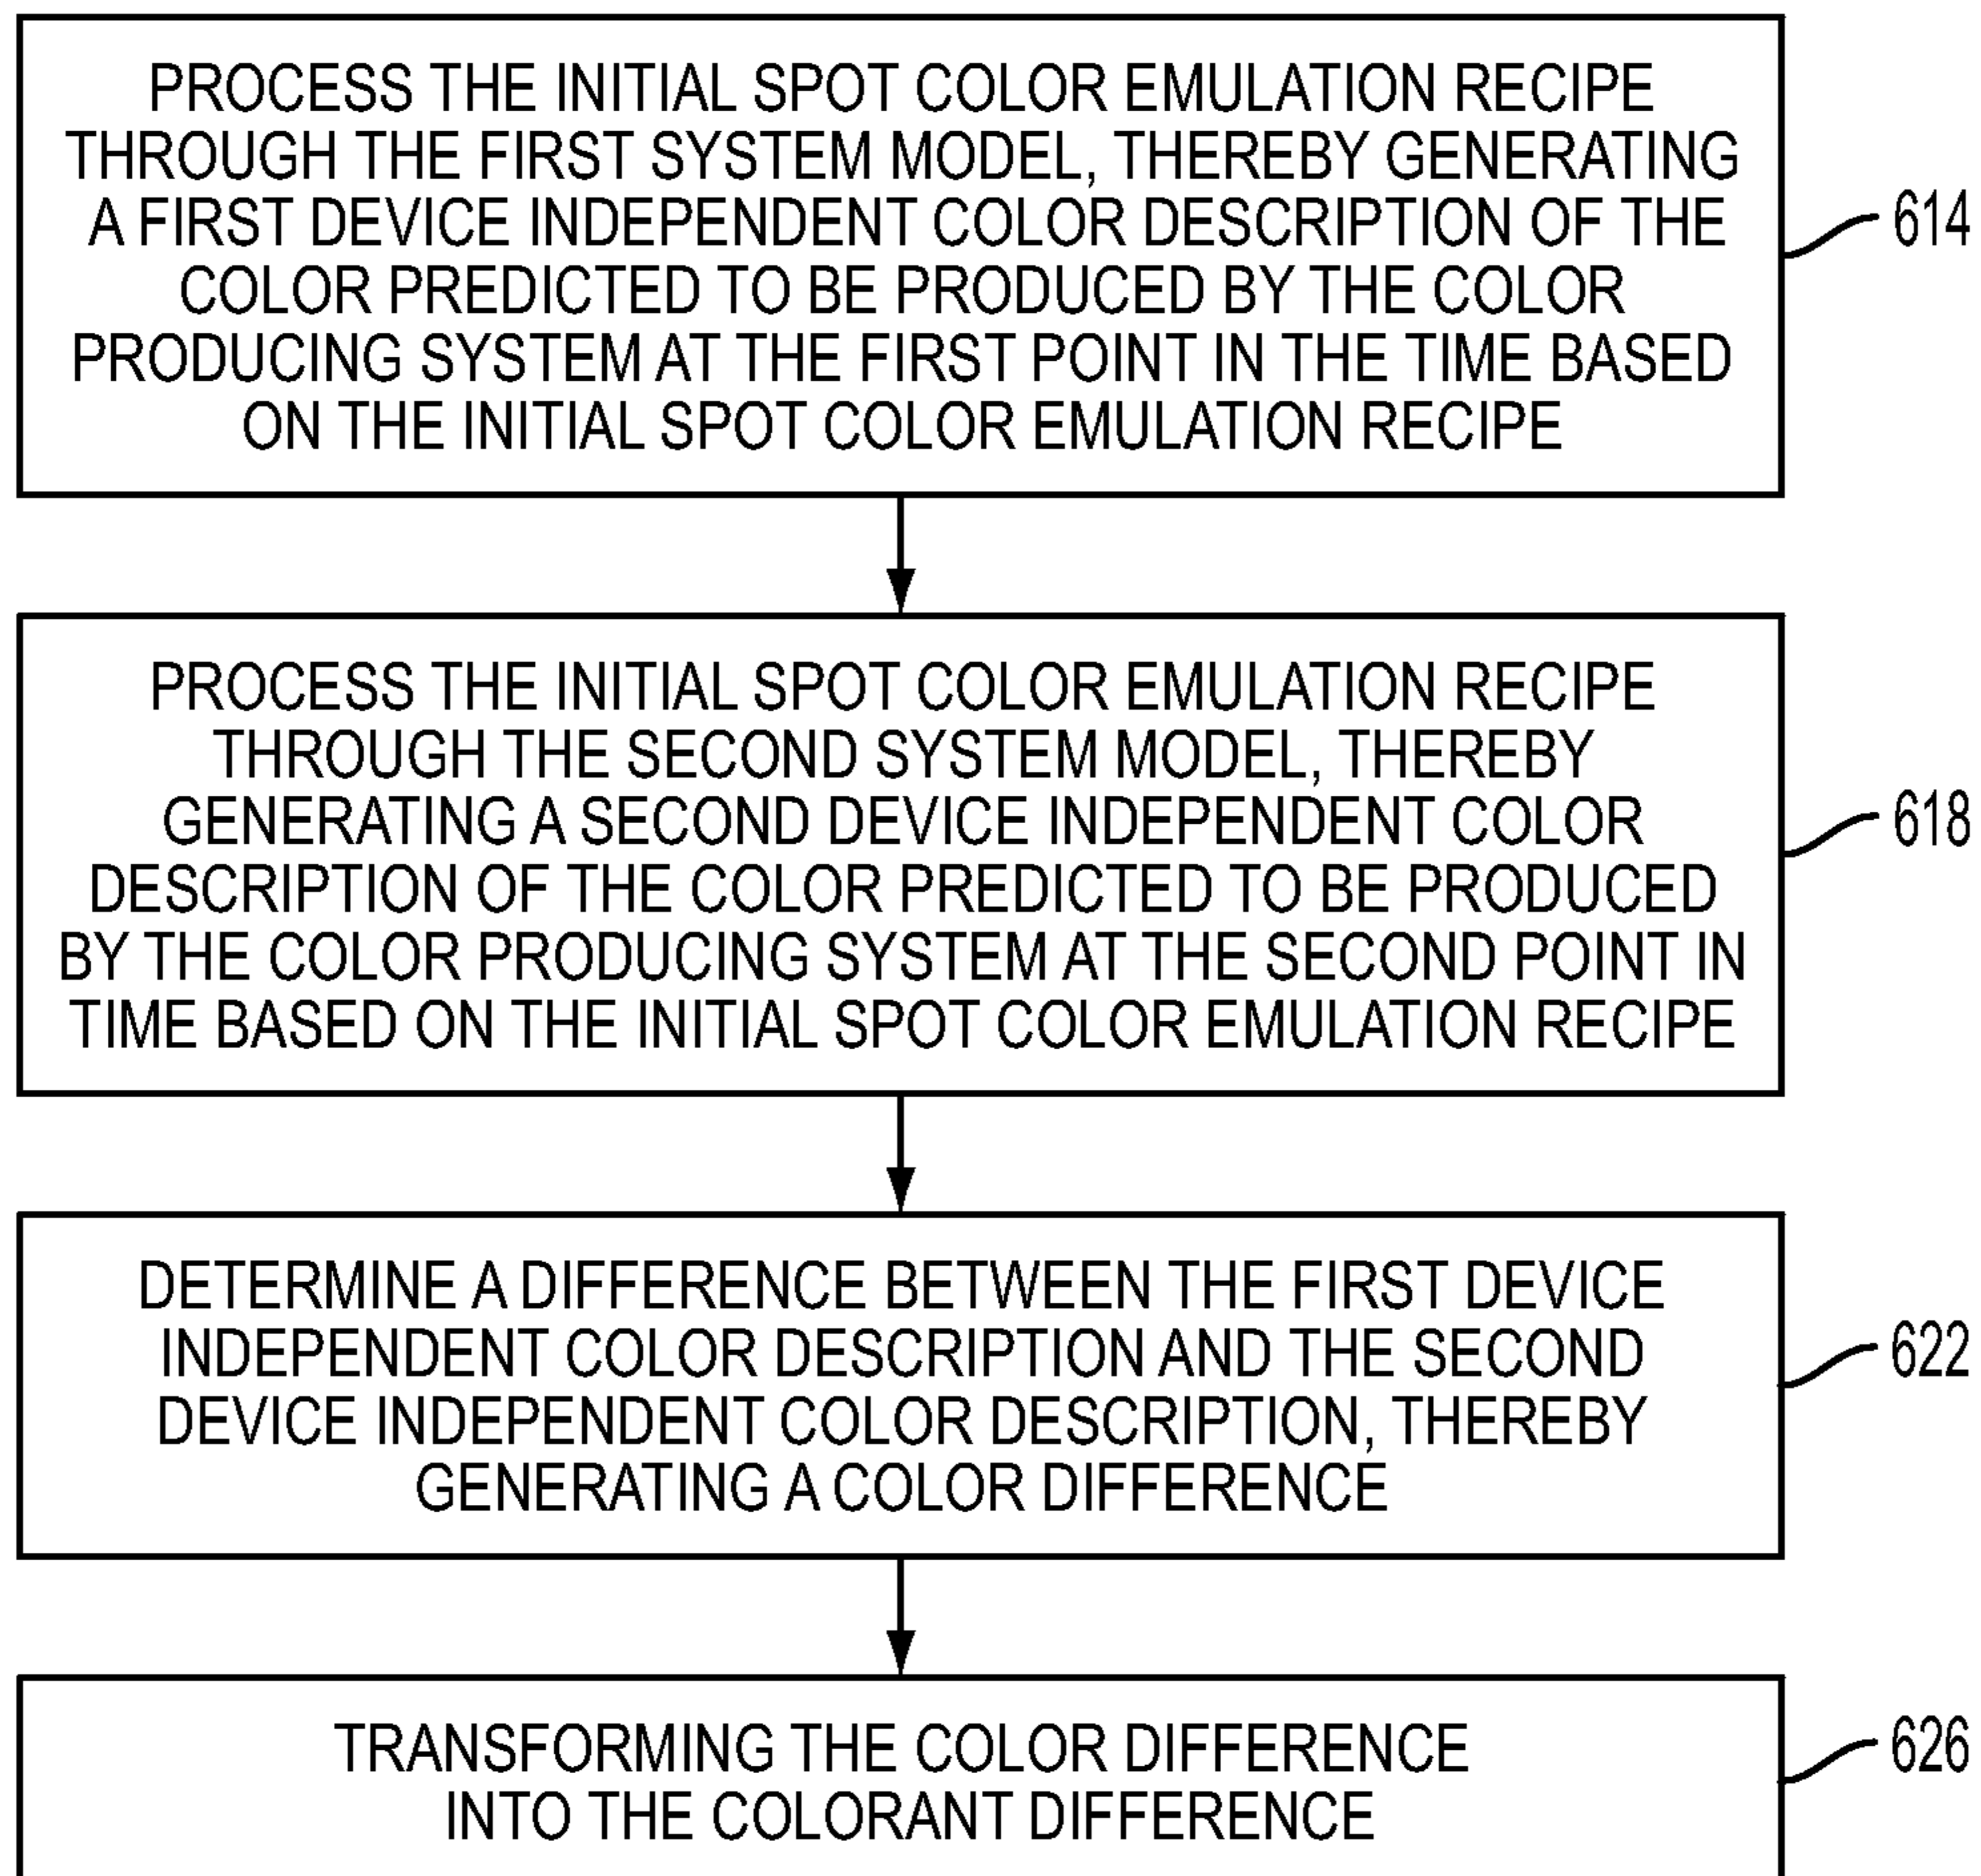 PROCESS THE INITIAL SPOT COLOR EMULATION RECIPE
THROUGH THE FIRST SYSTEM MODEL, THEREBY GENERATING
A FIRST DEVICE INDEPENDENT COLOR DESCRIPTION OF THE
COLOR PREDICTED TO BE PRODUCED BY THE COLOR
PRODUCING SYSTEM AT THE FIRST POINT IN THE TIME BASED
ON THE INITIAL SPOT COLOR EMULATION RECIPE
614
PROCESS THE INITIAL SPOT COLOR EMULATION RECIPE
THROUGH THE SECOND SYSTEM MODEL, THEREBY
GENERATING A SECOND DEVICE INDEPENDENT COLOR
DESCRIPTION OF THE COLOR PREDICTED TO BE PRODUCED
BY THE COLOR PRODUCING SYSTEM AT THE SECOND POINT IN
TIME BASED ON THE INITIAL SPOT COLOR EMULATION RECIPE
618
DETERMINE A DIFFERENCE BETWEEN THE FIRST DEVICE
INDEPENDENT COLOR DESCRIPTION AND THE SECOND
DEVICE INDEPENDENT COLOR DESCRIPTION, THEREBY
GENERATING A COLOR DIFFERENCE
622
TRANSFORMING THE COLOR DIFFERENCE
INTO THE COLORANT DIFFERENCE
626